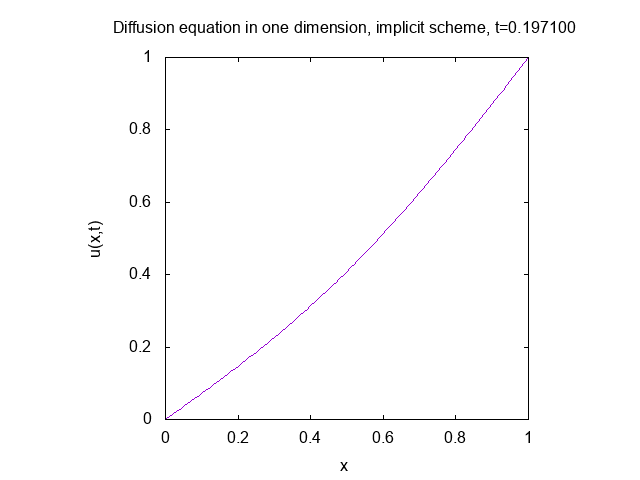 Diffusion equation in one dimension, implicit scheme, t=0.197100
1
0.8
0.6
0.4
0.2
0
u(x,t)
0 0.2 0.4 0.6 0.8 1
x